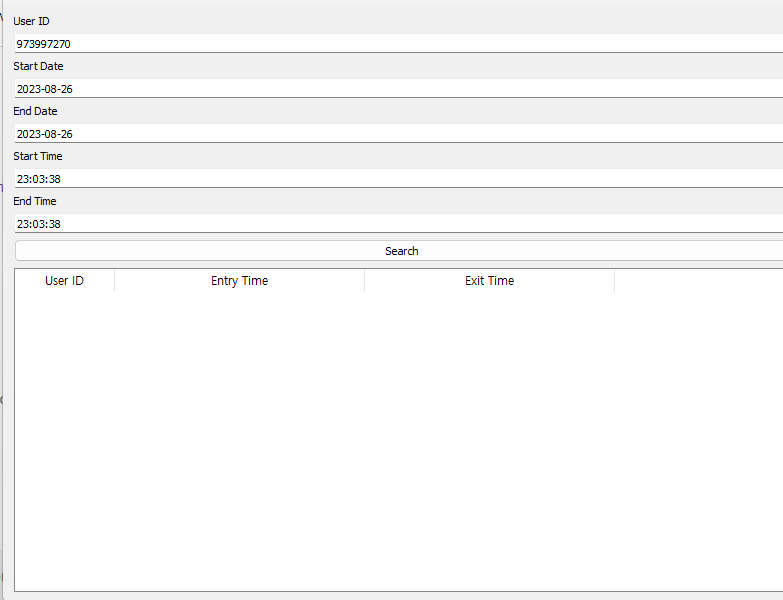 User ID
973997270
Start Date
2023-08-26
End Date
2023-08-26
Start Time
23:03:38
End Time
23:03:38
Search
User ID Entry Time Exit Time